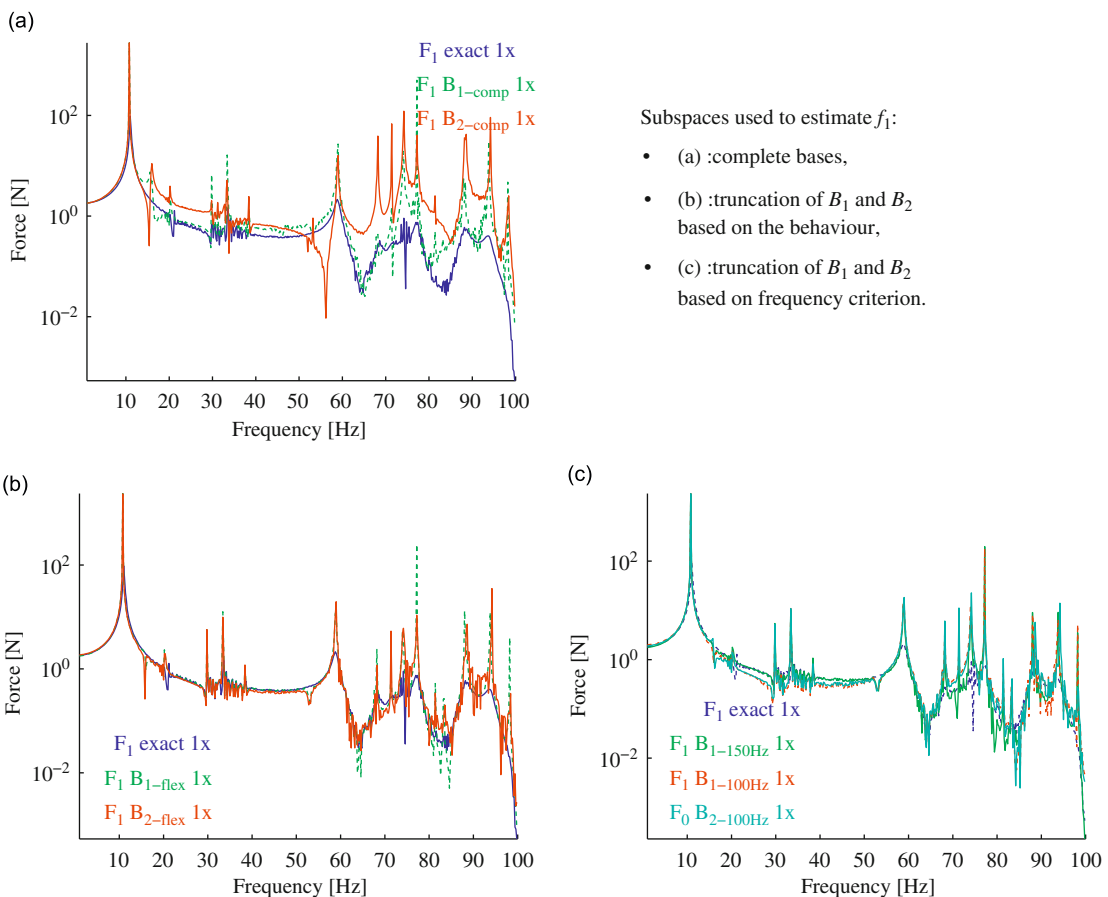 (a)
F1 exact 1x
F1 B1−comp 1x
F1 B2−comp 1x
10^2
10^0
10^−2
Force [N]
10 20 30 40 50 60 70 80 90 100
Frequency [Hz]
Subspaces used to estimate f1:
• (a) :complete bases,
• (b) :truncation of B1 and B2
based on the behaviour,
• (c) :truncation of B1 and B2
based on frequency criterion.
(b)
10^2
10^0
10^−2
Force [N]
F1 exact 1x
F1 B1−flex 1x
F1 B2−flex 1x
10 20 30 40 50 60 70 80 90 100
Frequency [Hz]
(c)
10^2
10^0
10^−2
Force [N]
F1 exact 1x
F1 B1−150Hz 1x
F1 B1−100Hz 1x
F0 B2−100Hz 1x
10 20 30 40 50 60 70 80 90 100
Frequency [Hz]